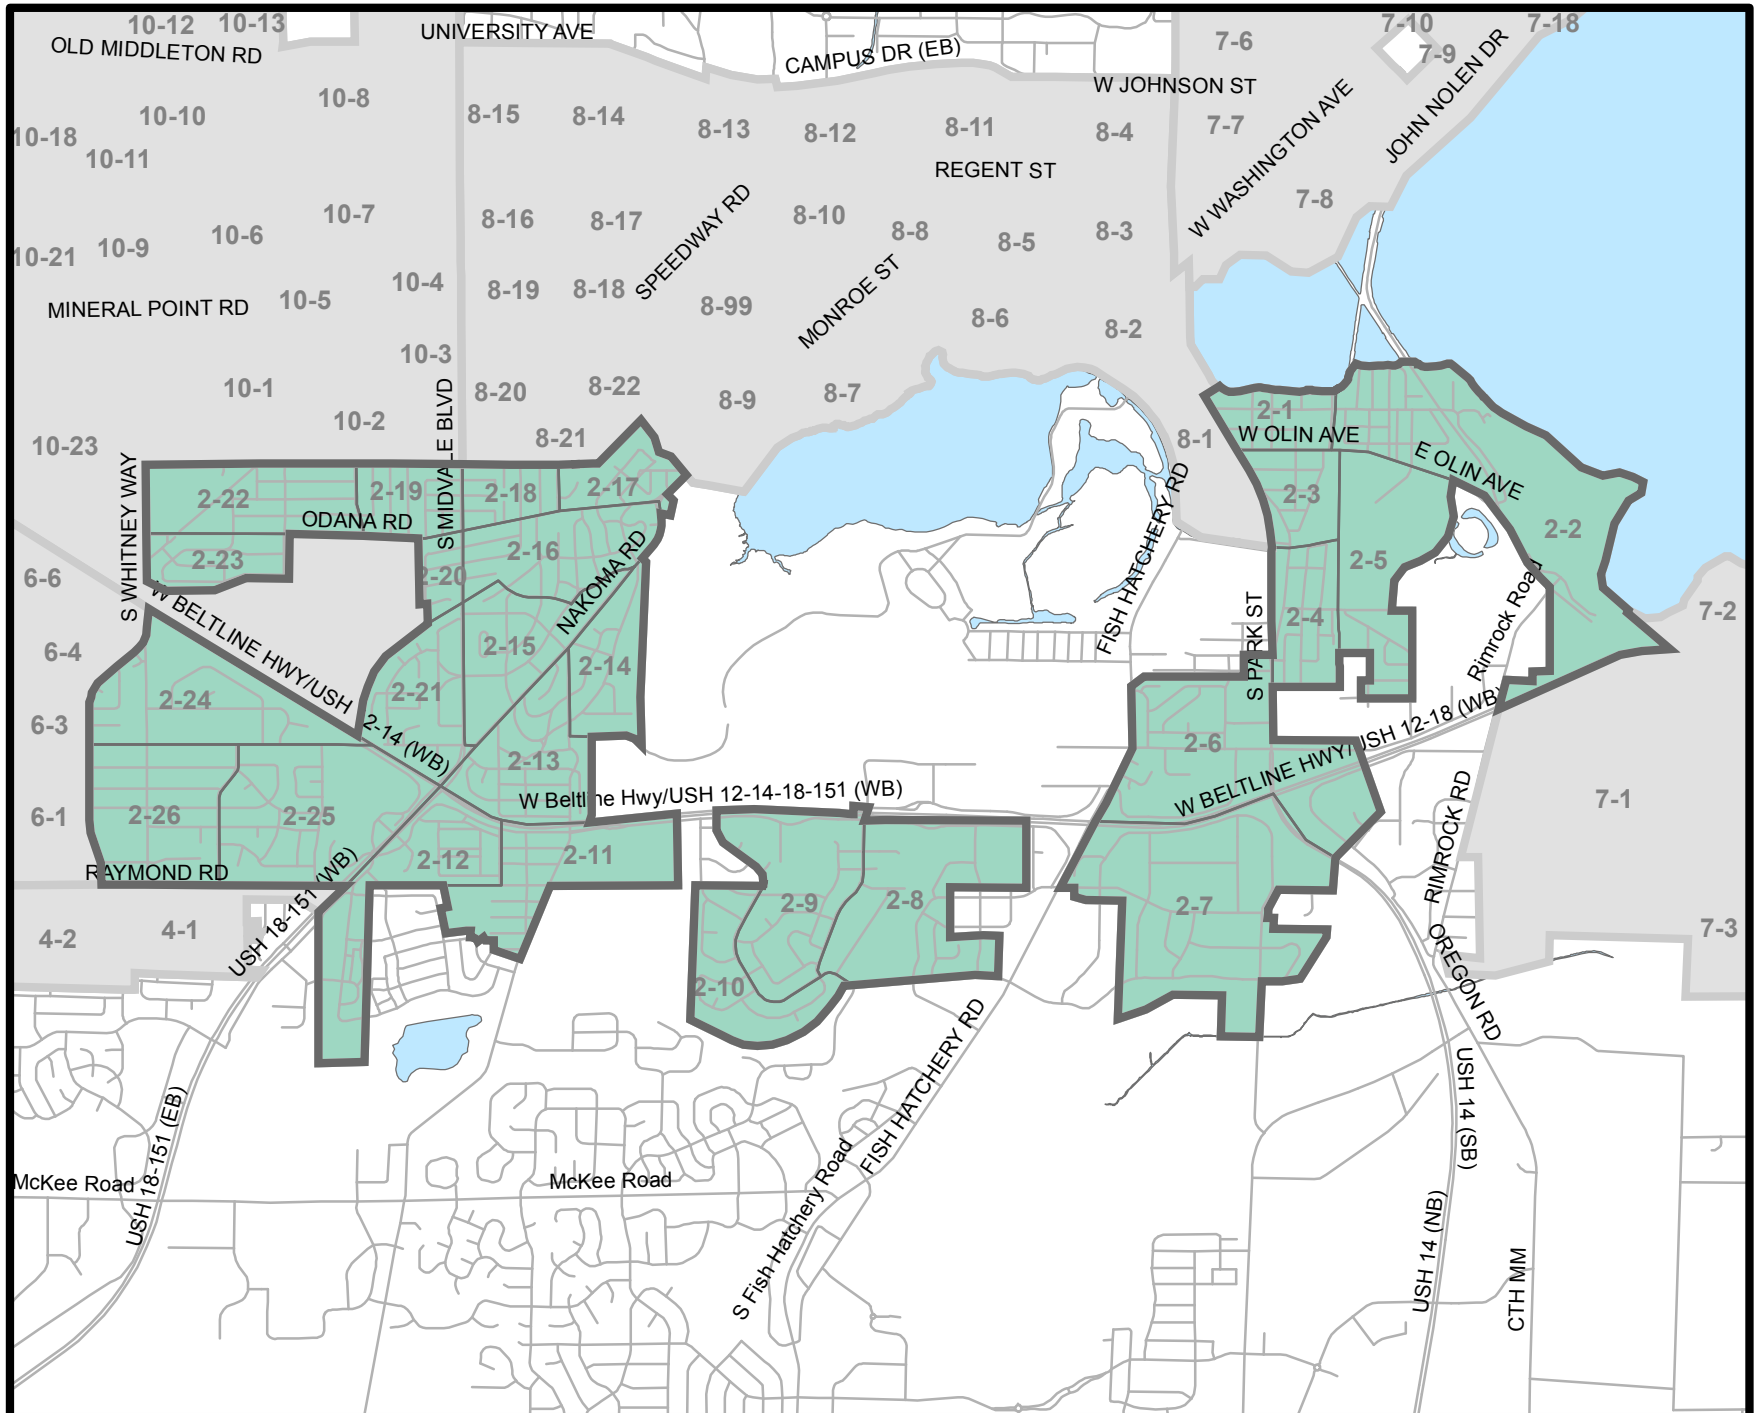 10-12
10-13
OLD MIDDLETON RD
UNIVERSITY AVE
CAMPUS DR (EB)
7-6
7-10
7-9
7-18
JOHN NOLEN DR
10-8
10-10
10-18
10-11
8-15
8-14
8-13
8-12
8-11
8-4
W JOHNSON ST
7-7
W WASHINGTON AVE
REGENT ST
7-8
10-7
10-6
10-9
10-21
8-16
8-17
SPEEDWAY RD
8-10
8-8
8-5
8-3
10-4
10-5
MINERAL POINT RD
8-19
8-18
8-99
MONROE ST
8-6
8-2
10-3
10-1
10-2
10-23
S MIDVALE BLVD
8-20
8-22
8-21
8-9
8-7
8-1
2-1
W OLIN AVE
E OLIN AVE
S WHITNEY WAY
2-22
2-19
2-18
2-17
ODANA RD
2-23
2-20
2-16
NAKOMA RD
FISH HATCHERY RD
2-3
2-2
2-5
2-4
S PARK ST
Rimrock Road
7-2
6-6
6-4
6-3
6-1
W BELTLINE HWY/USH
2-14 (WB)
2-15
2-14
2-21
2-24
2-13
2-6
W BELTLINE HWY/USH 12-18 (WB)
W Beltline Hwy/USH 12-14-18-151 (WB)
2-26
2-25
2-12
2-11
RAYMOND RD
USH 18-151 (WB)
2-9
2-8
2-10
2-7
RIMROCK RD
7-1
7-3
4-2
4-1
OREGON RD
FISH HATCHERY RD
USH 14 (SB)
USH 18-151 (EB)
McKee Road
McKee Road
S Fish Hatchery Road
USH 14 (NB)
CTH MM